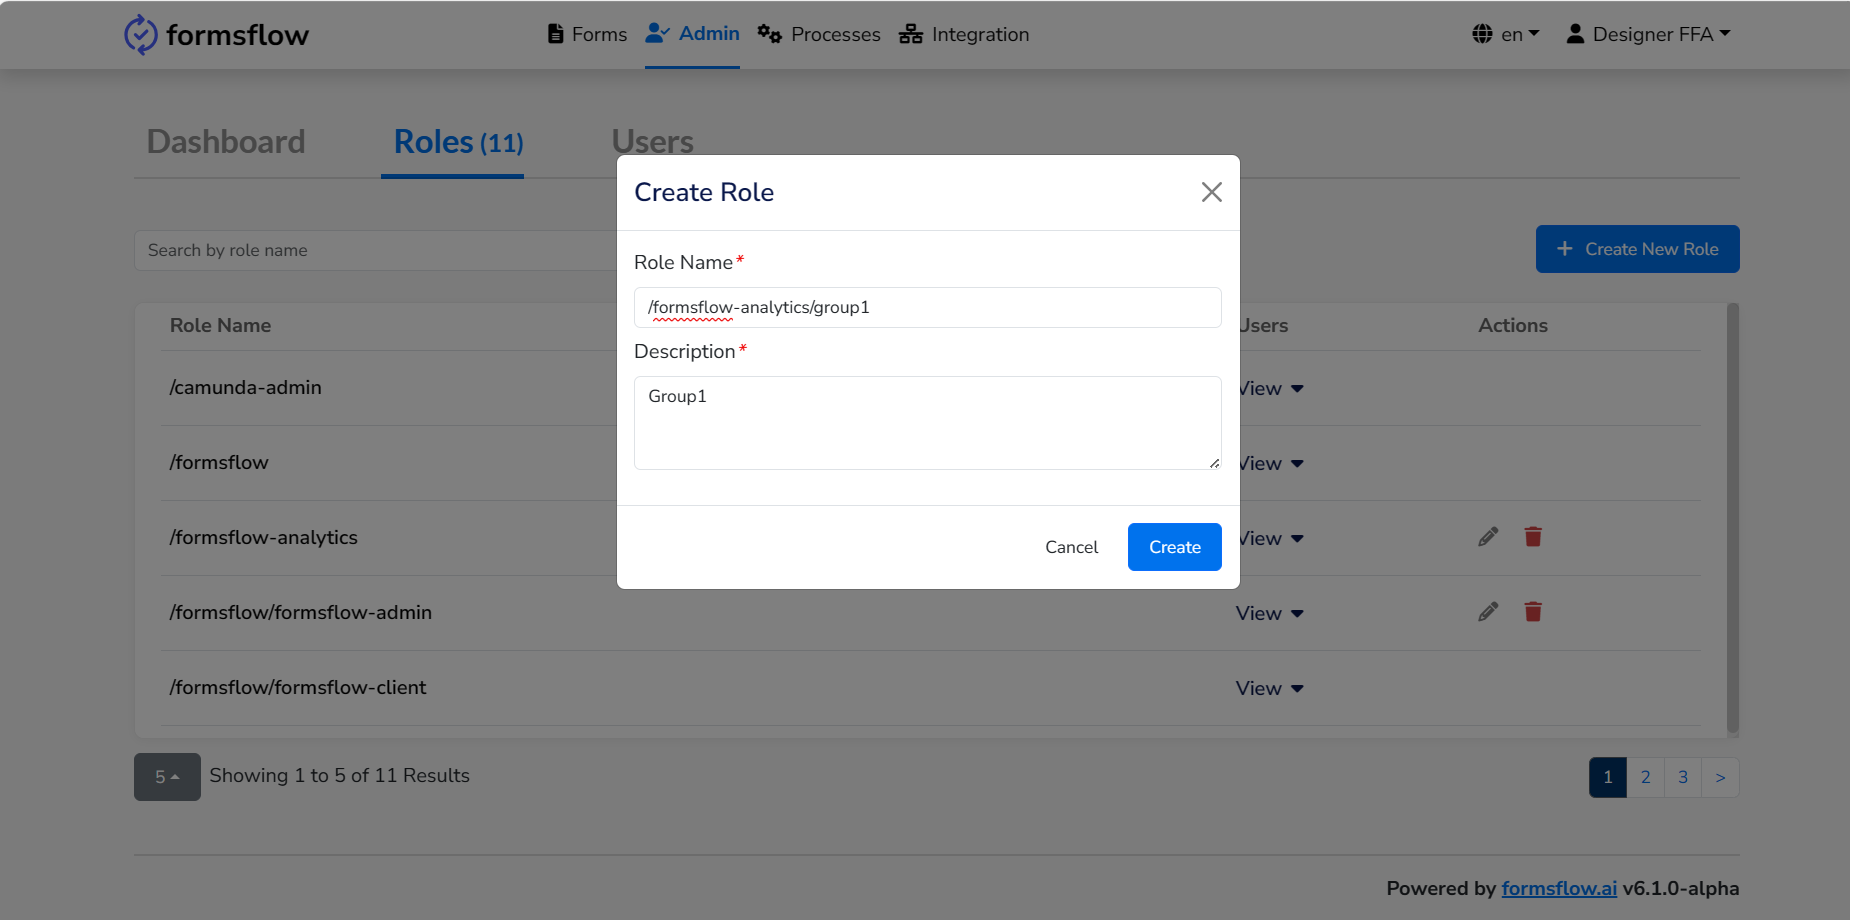 formsflow Forms Admin Processes Integration en Designer FFA
Dashboard Roles (11) Users
Create Role
Search by role name
Create New Role
Role Name*
/formsflow-analytics/group1
Role Name Users Actions
Description*
/camunda-admin View
Group1
/formsflow View
/formsflow-analytics View
Cancel Create
/formsflow/formsflow-admin View
/formsflow/formsflow-client View
5 Showing 1 to 5 of 11 Results 1 2 3 >
Powered by formsflow.ai v6.1.0-alpha